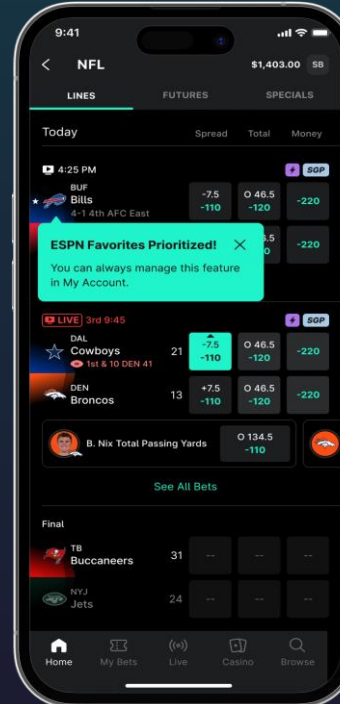 9:41
NFL $1,403.00 SB
LINES FUTURES SPECIALS
Today Spread Total Money
4:25 PM SGP
BUF
Bills
4-1 4th AFC East
-7.5 O 46.5 -220
-110 -120
ESPN Favorites Prioritized!
You can always manage this feature
in My Account.
-220
LIVE 3rd 9:45 SGP
DAL
Cowboys 21
1st & 10 DEN 41
-7.5 O 46.5 -220
-110 -120
DEN
Broncos 13
+7.5 O 46.5 -220
-110 -120
B. Nix Total Passing Yards O 134.5
-110
See All Bets
Final
TB
Buccaneers 31 -- -- --
NYJ
Jets 24 -- -- --
Home My Bets Live Casino Browse